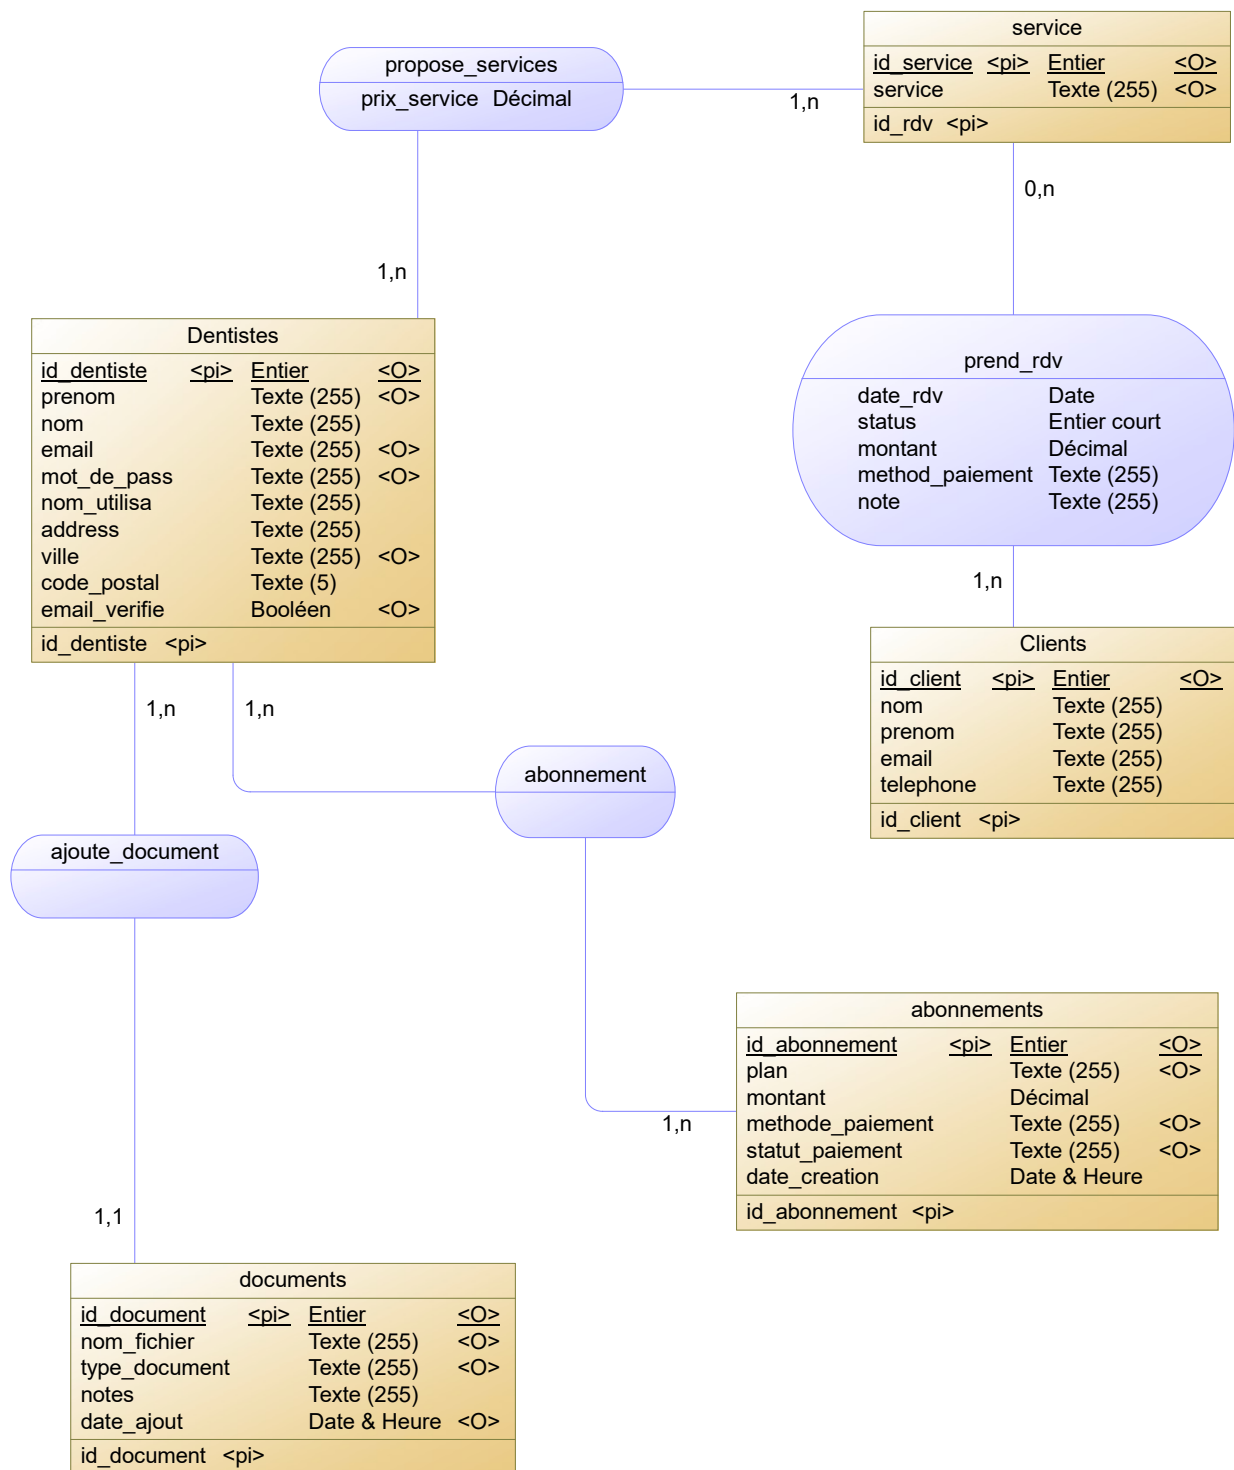 service
id_service <pi> Entier <O>
service Texte (255) <O>
id_rdv <pi>
propose_services
prix_service Décimal
1,n
1,n
0,n
prend_rdv
date_rdv Date
status Entier court
montant Décimal
method_paiement Texte (255)
note Texte (255)
1,n
Dentistes
id_dentiste <pi> Entier <O>
prenom Texte (255) <O>
nom Texte (255)
email Texte (255) <O>
mot_de_pass Texte (255) <O>
nom_utilisa Texte (255)
address Texte (255)
ville Texte (255) <O>
code_postal Texte (5)
email_verifie Booléen <O>
id_dentiste <pi>
Clients
id_client <pi> Entier <O>
nom Texte (255)
prenom Texte (255)
email Texte (255)
telephone Texte (255)
id_client <pi>
1,n
1,n
abonnement
ajoute_document
abonnements
id_abonnement <pi> Entier <O>
plan Texte (255) <O>
montant Décimal
methode_paiement Texte (255) <O>
statut_paiement Texte (255) <O>
date_creation Date & Heure
id_abonnement <pi>
1,n
1,1
documents
id_document <pi> Entier <O>
nom_fichier Texte (255) <O>
type_document Texte (255) <O>
notes Texte (255)
date_ajout Date & Heure <O>
id_document <pi>